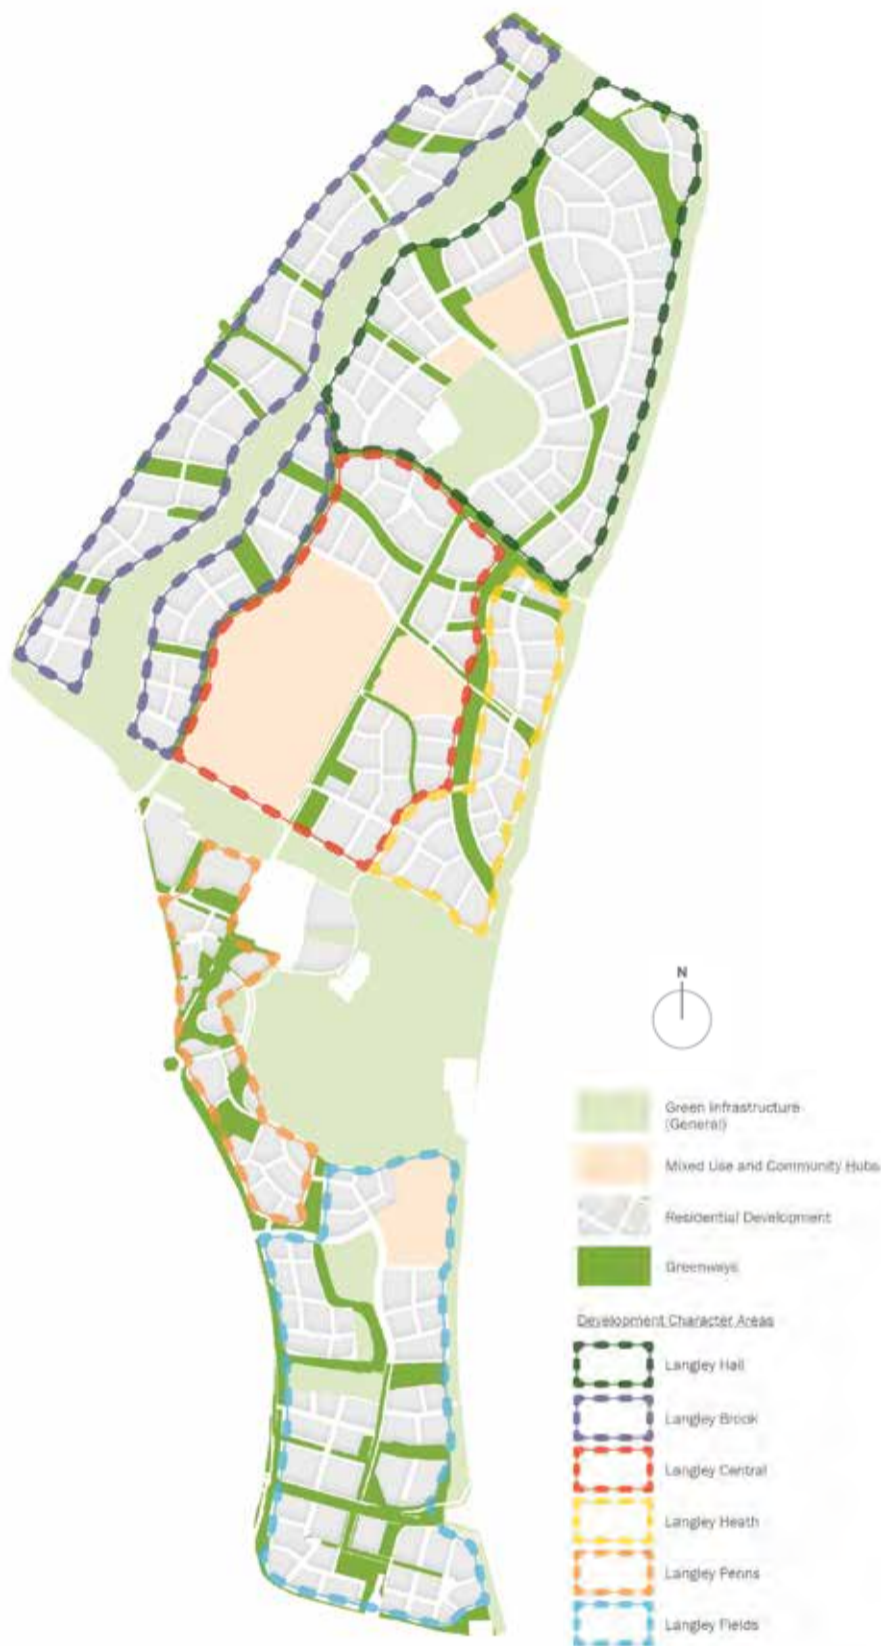 N
Green Infrastructure
(General)
Mixed Use and Community Hubs
Residential Development
Greenways
Development Character Areas
Langley Hall
Langley Brook
Langley Central
Langley Heath
Langley Penns
Langley Fields